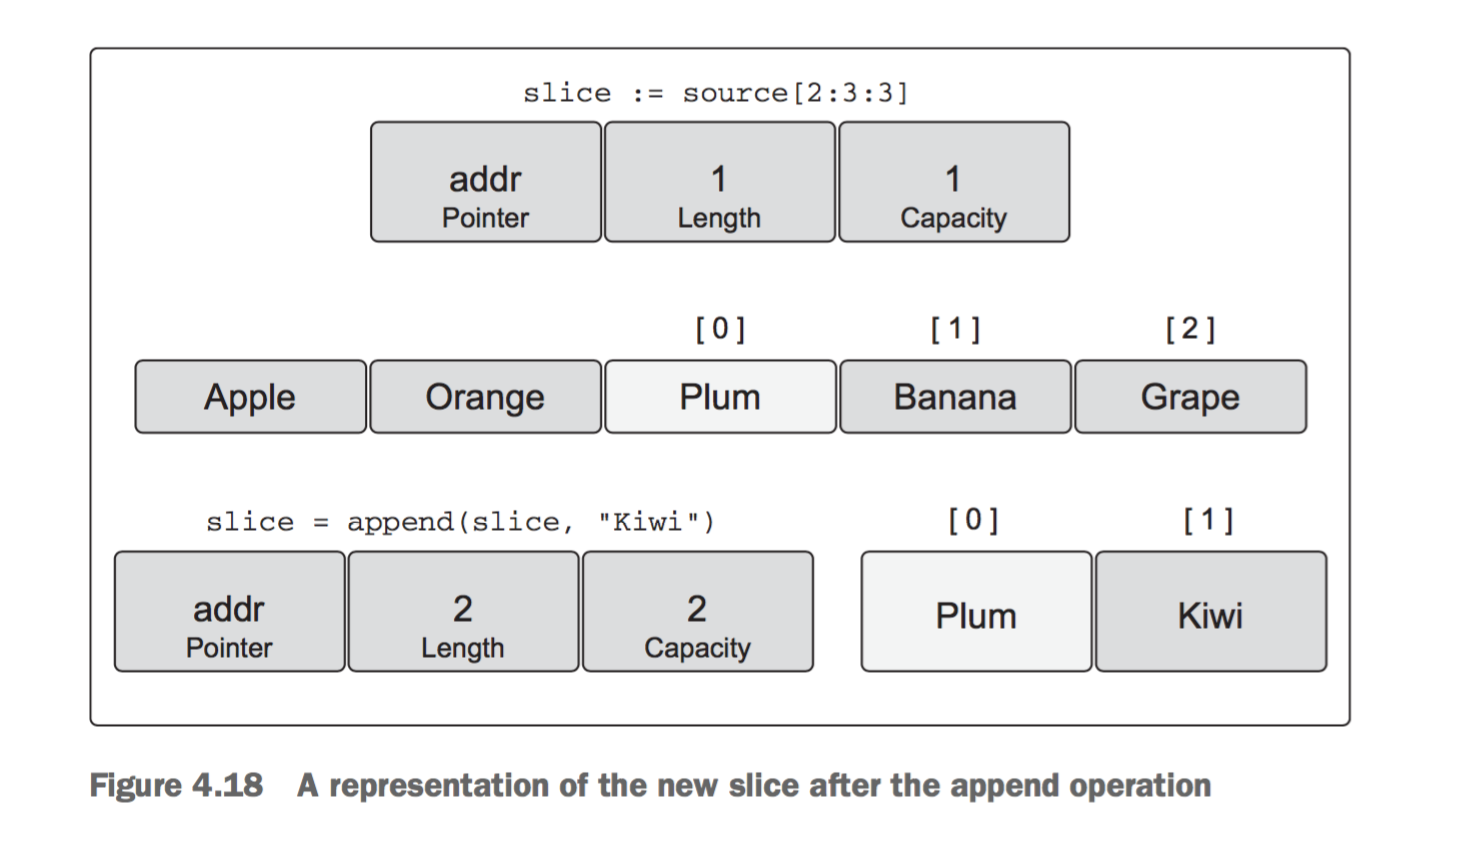 slice := source[2:3:3]
addr 1 1
Pointer Length Capacity
[0] [1] [2]
Apple Orange Plum Banana Grape
slice = append(slice, "Kiwi") [0] [1]
addr 2 2 Plum Kiwi
Pointer Length Capacity
Figure 4.18 A representation of the new slice after the append operation